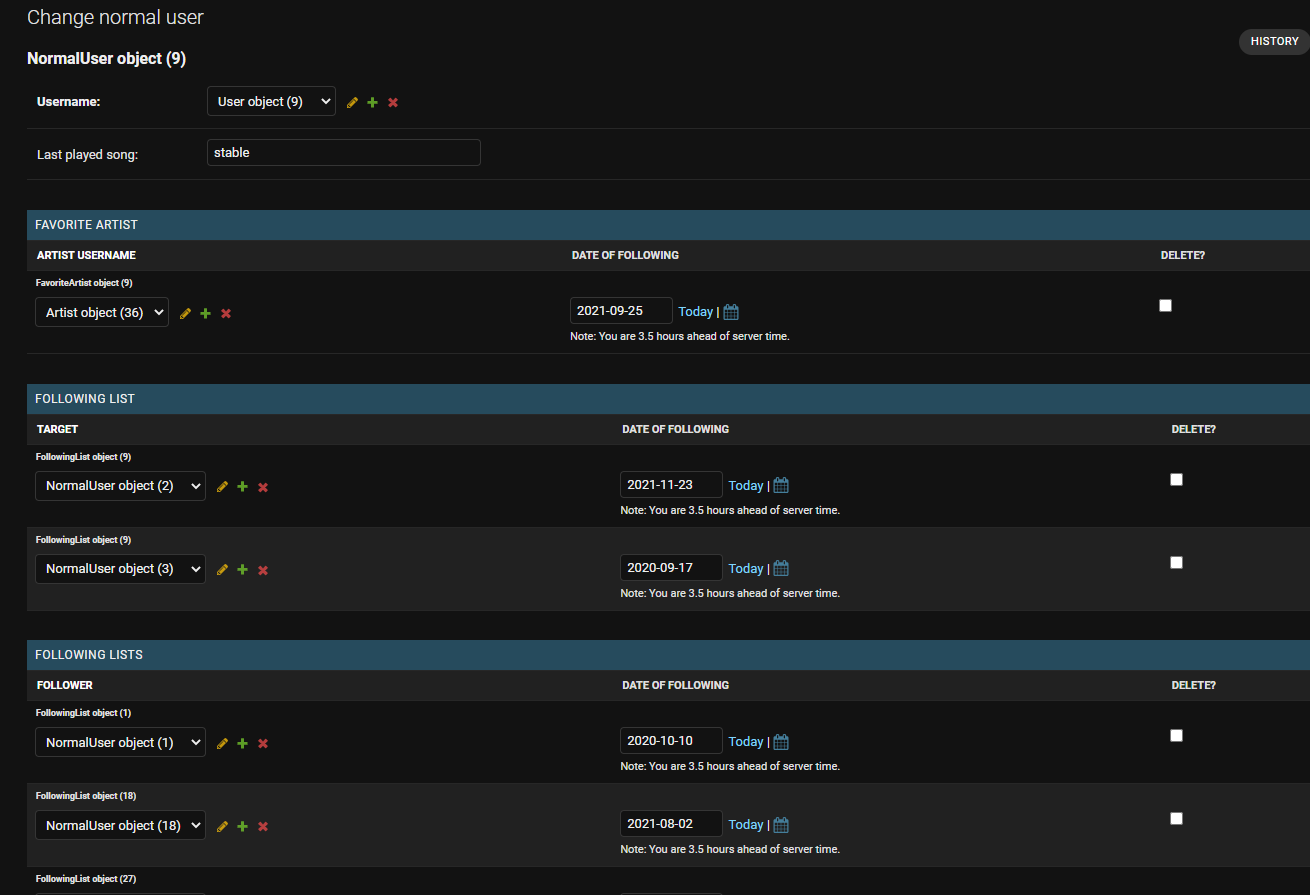 Change normal user
HISTORY
NormalUser object (9)
Username: User object (9)
Last played song: stable
FAVORITE ARTIST
ARTIST USERNAME DATE OF FOLLOWING DELETE?
FavoriteArtist object (9)
Artist object (36) 2021-09-25 Today |
Note: You are 3.5 hours ahead of server time.
FOLLOWING LIST
TARGET DATE OF FOLLOWING DELETE?
FollowingList object (9)
NormalUser object (2) 2021-11-23 Today |
Note: You are 3.5 hours ahead of server time.
FollowingList object (9)
NormalUser object (3) 2020-09-17 Today |
Note: You are 3.5 hours ahead of server time.
FOLLOWING LISTS
FOLLOWER DATE OF FOLLOWING DELETE?
FollowingList object (1)
NormalUser object (1) 2020-10-10 Today |
Note: You are 3.5 hours ahead of server time.
FollowingList object (18)
NormalUser object (18) 2021-08-02 Today |
Note: You are 3.5 hours ahead of server time.
FollowingList object (27)